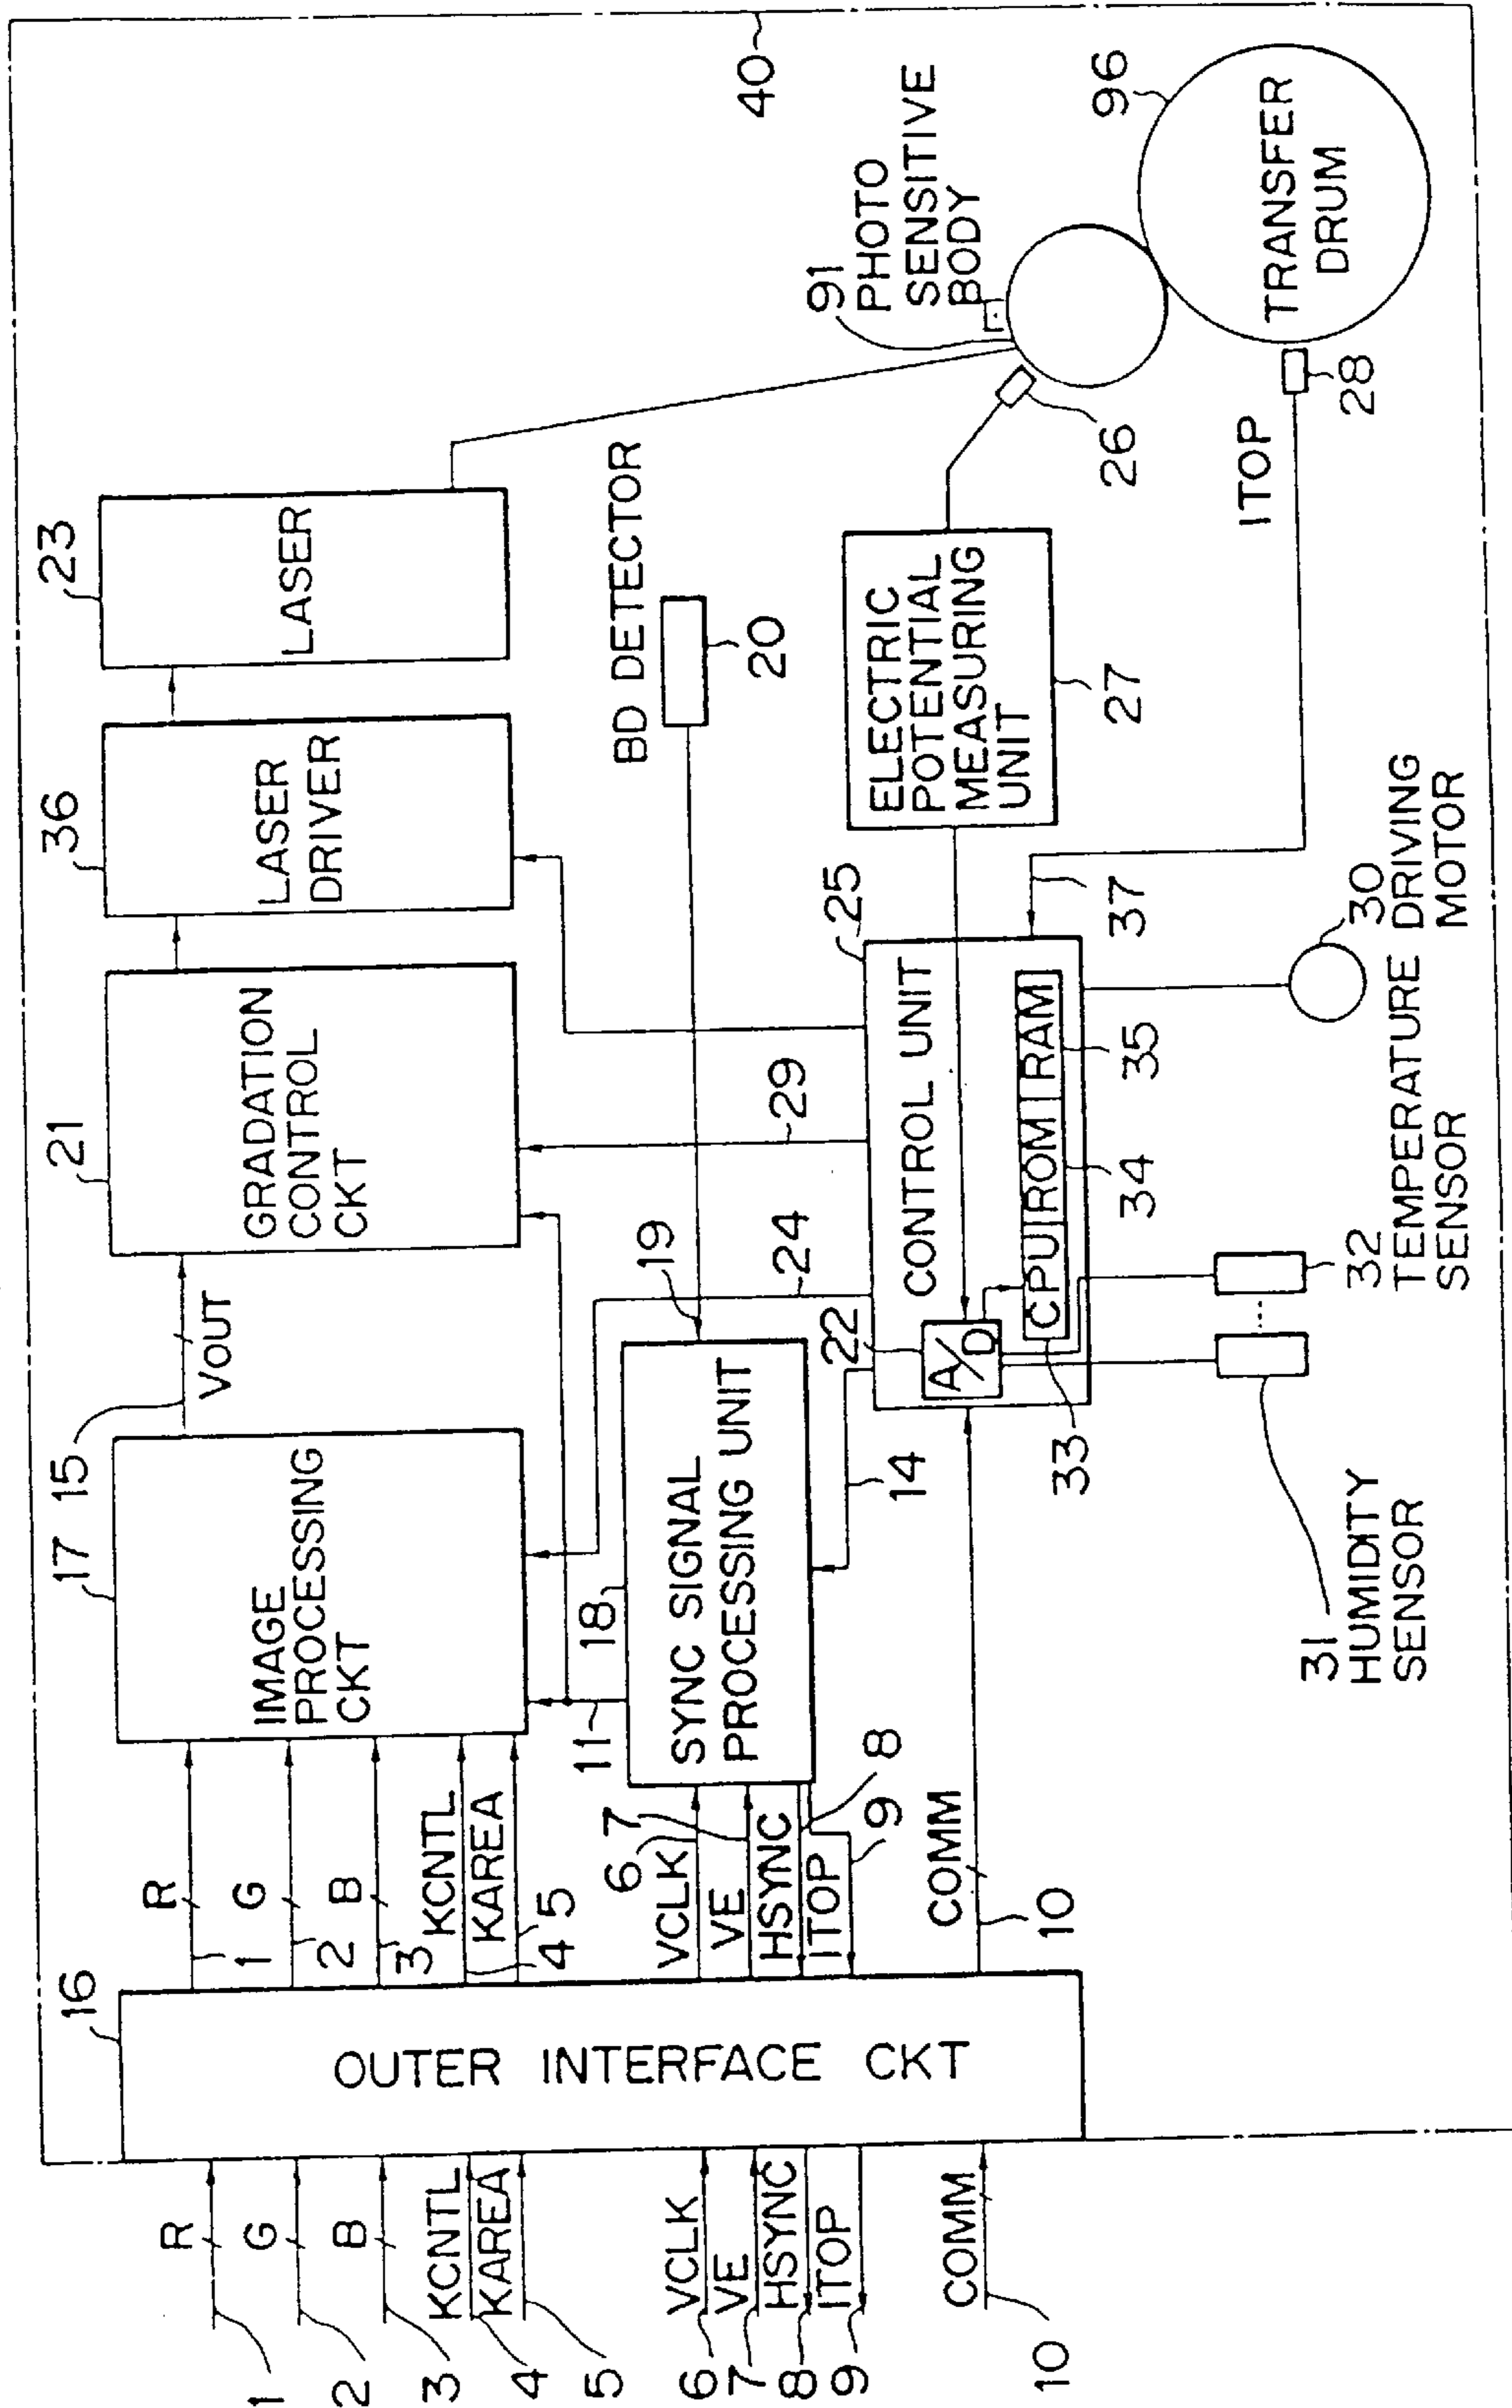 40
23
LASER
36
LASER
DRIVER
21
GRADATION
CONTROL
CKT
15
VOUT
17
IMAGE
PROCESSING
CKT
16
OUTER INTERFACE CKT
R
G
B
KCNTL
KAREA
1
2
3
4
5
VCLK
VE
HSYNC
ITOP
6
7
8
9
COMM
10
R
G
B
KCNTL
KAREA
1
2
3
4
5
VCLK
VE
HSYNC
ITOP
6
7
8
9
COMM
10
11
18
SYNC SIGNAL
PROCESSING UNIT
19
BD DETECTOR
20
14
24
29
25
CONTROL UNIT
22
A/D
CPU
ROM
RAM
33
34
35
37
ELECTRIC
POTENTIAL
MEASURING
UNIT
27
26
91
PHOTO
SENSITIVE
BODY
96
TRANSFER
DRUM
28
ITOP
30
DRIVING
MOTOR
32
TEMPERATURE
SENSOR
31
HUMIDITY
SENSOR